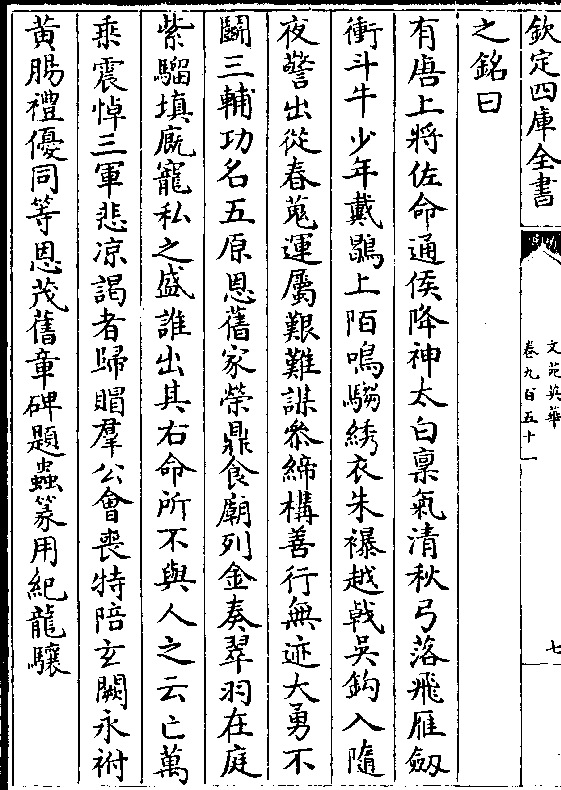 欽定四庫全書
文苑英華
卷九百五十一
七
之銘曰
有唐上將佐命通侯降神太白稟氣清秋弓落飛雁劔
衝斗牛少年戴鶡上陌鳴騶綉衣朱襮越戟吳鈎入隨
夜警出從春蒐運屬艱難謀叅締構善行無迹大勇不
鬭三輔功名五原恩舊家榮鼎食廟列金奏翠羽在庭
紫騮填廐寵私之盛誰出其右命所不與人之云亡萬
乘震悼三軍悲凉謁者歸賵羣公會喪特陪玄闕永祔
黃腸禮優同等恩茂舊章碑題蟲篆用紀龍驤